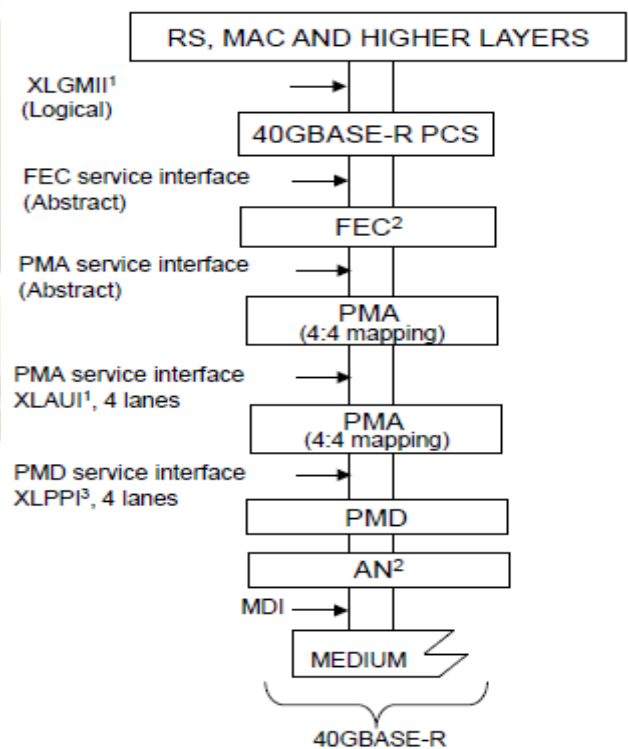 RS, MAC AND HIGHER LAYERS
XLGMII¹
(Logical)
40GBASE-R PCS
FEC service interface
(Abstract)
FEC²
PMA service interface
(Abstract)
PMA
(4:4 mapping)
PMA service interface
XLAUI¹, 4 lanes
PMA
(4:4 mapping)
PMD service interface
XLPPI³, 4 lanes
PMD
AN²
MDI
MEDIUM
40GBASE-R